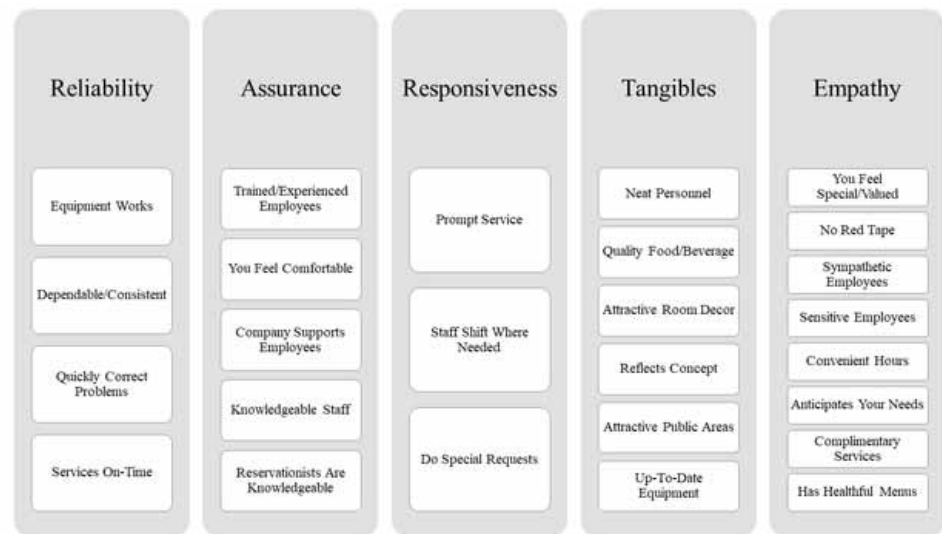 Reliability
Equipment Works
Dependable/Consistent
Quickly Correct
Problems
Services On-Time
Assurance
Trained/Experienced
Employees
You Feel Comfortable
Company Supports
Employees
Knowledgeable Staff
Reservationists Are
Knowledgeable
Responsiveness
Prompt Service
Staff Shift Where
Needed
Do Special Requests
Tangibles
Neat Personnel
Quality Food/Beverage
Attractive Room Decor
Reflects Concept
Attractive Public Areas
Up-To-Date
Equipment
Empathy
You Feel
Special/Valued
No Red Tape
Sympathetic
Employees
Sensitive Employees
Convenient Hours
Anticipates Your Needs
Complimentary
Services
Has Healthful Menus